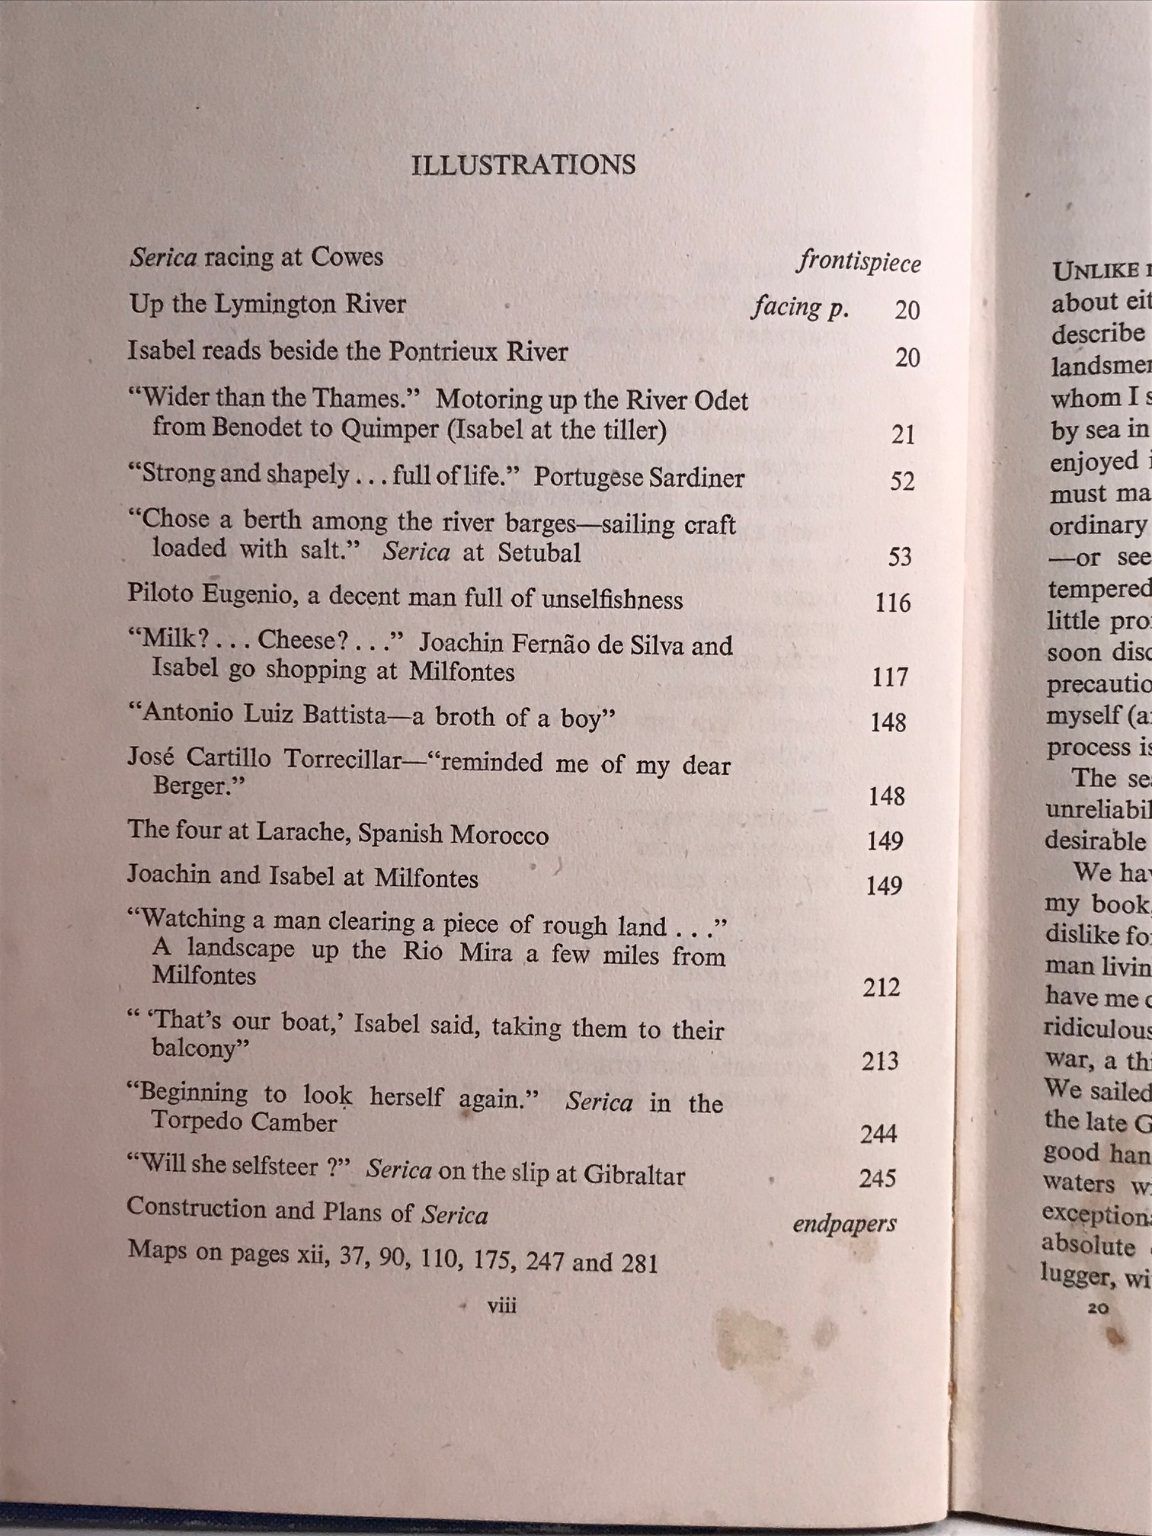 ILLUSTRATIONS
Serica racing at Cowes frontispiece
Up the Lymington River facing p. 20
Isabel reads beside the Pontrieux River 20
“Wider than the Thames.” Motoring up the River Odet
from Benodet to Quimper (Isabel at the tiller) 21
“Strong and shapely . . . full of life.” Portugese Sardiner 52
“Chose a berth among the river barges—sailing craft
loaded with salt.” Serica at Setubal 53
Piloto Eugenio, a decent man full of unselfishness 116
“Milk? . . . Cheese? . . .” Joachin Fernão de Silva and
Isabel go shopping at Milfontes 117
“Antonio Luiz Battista—a broth of a boy” 148
José Cartillo Torrecillar—“reminded me of my dear
Berger.” 148
The four at Larache, Spanish Morocco 149
Joachin and Isabel at Milfontes 149
“Watching a man clearing a piece of rough land . . .”
A landscape up the Rio Mira a few miles from
Milfontes 212
“ ‘That’s our boat,’ Isabel said, taking them to their
balcony” 213
“Beginning to look herself again.” Serica in the
Torpedo Camber 244
“Will she selfsteer ?” Serica on the slip at Gibraltar 245
Construction and Plans of Serica endpapers
Maps on pages xii, 37, 90, 110, 175, 247 and 281
viii
UNLIKE
about
describe
whom I
by sea in
enjoyed
must
ordinary
—or
tempered
little
soon
myself
process
The
desirable
We
my book,
dislike
man
have me
war, a
We sailed
the late
good
waters
absolute
lugger,
20